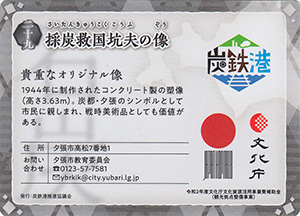 さいたんきゅうこくこうふ ぞう
採炭救国坑夫の像
炭鉄港
貴重なオリジナル像
1944年に制作されたコンクリート製の塑像
(高さ3.63m)。炭都・夕張のシンボルとして
市民に親しまれ、戦時美術品としても価値が
ある。
住 所 夕張市高松7番地1
お問い 夕張市教育委員会
合わせ ☎0123-57-7581
✉ybrkik@city.yubari.lg.jp
文化庁
発行:炭鉄港推進協議会
令和2年度文化庁文化資源活用事業費補助金
(観光拠点整備事業)